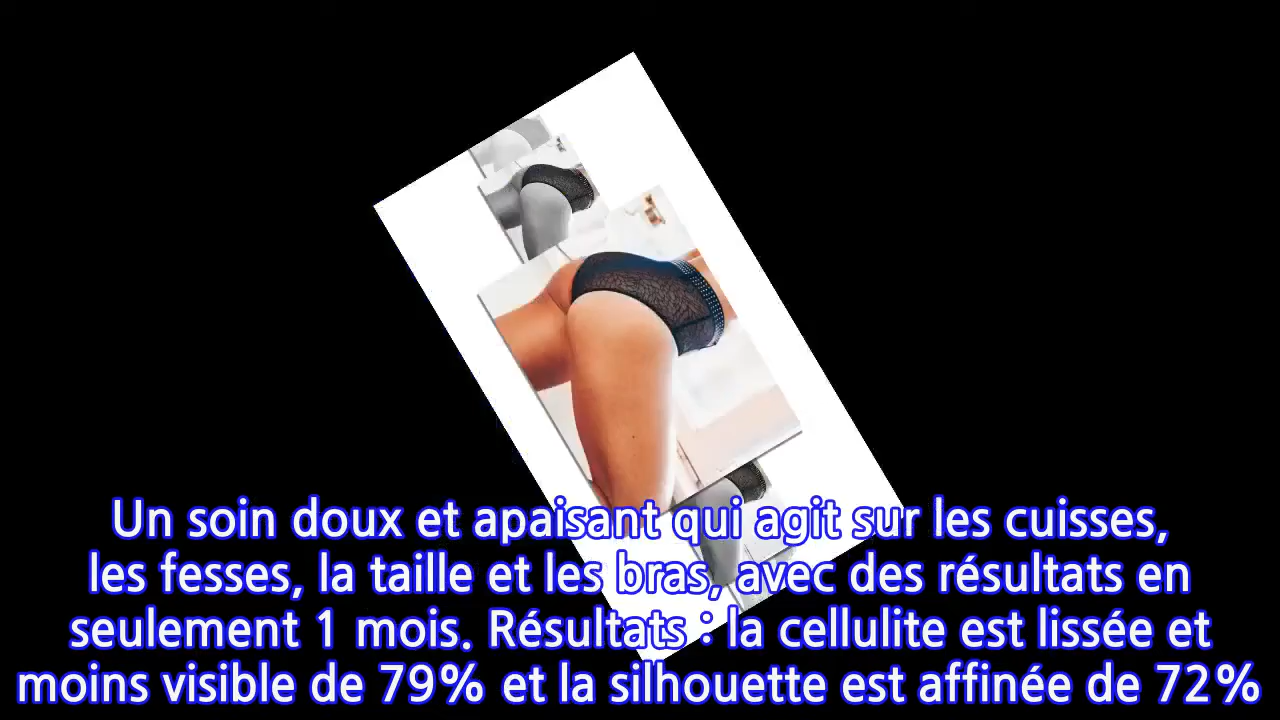 Un soin doux et apaisant qui agit sur les cuisses,
les fesses, la taille et les bras, avec des résultats en
seulement 1 mois. Résultats : la cellulite est lissée et
moins visible de 79% et la silhouette est affinée de 72%